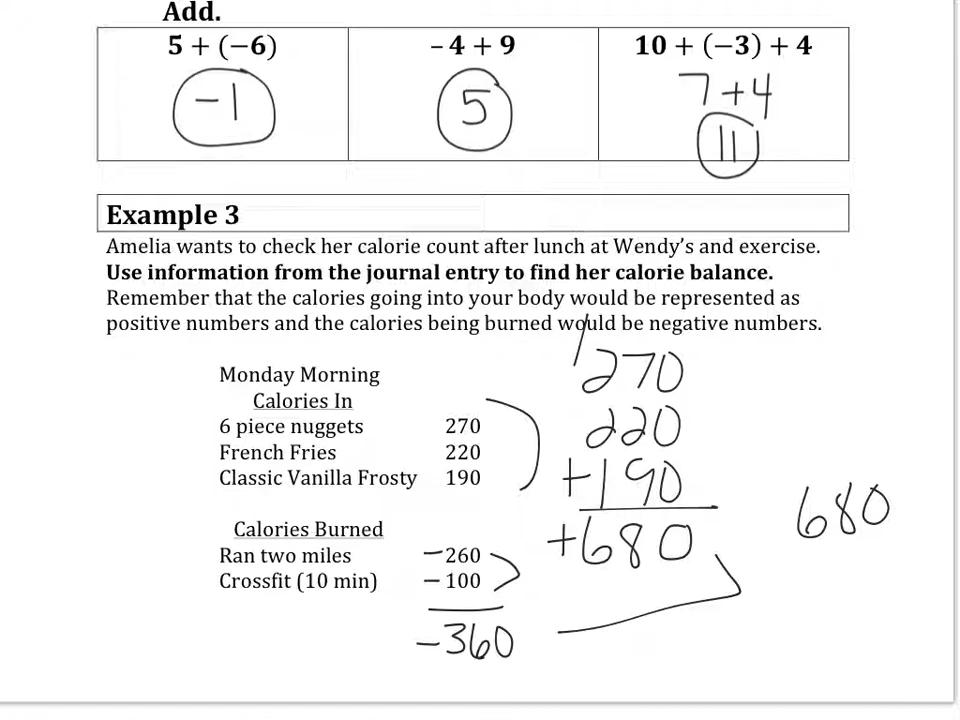 Add.
5 + (−6) – 4 + 9 10 + (−3) + 4
−1 5 7+4
11
Example 3
Amelia wants to check her calorie count after lunch at Wendy's and exercise.
Use information from the journal entry to find her calorie balance.
Remember that the calories going into your body would be represented as
positive numbers and the calories being burned would be negative numbers.
1
Monday Morning 270
Calories In
6 piece nuggets 270 220
French Fries 220
Classic Vanilla Frosty 190 +190
Calories Burned 680
Ran two miles −260 +680
Crossfit (10 min) −100
−360